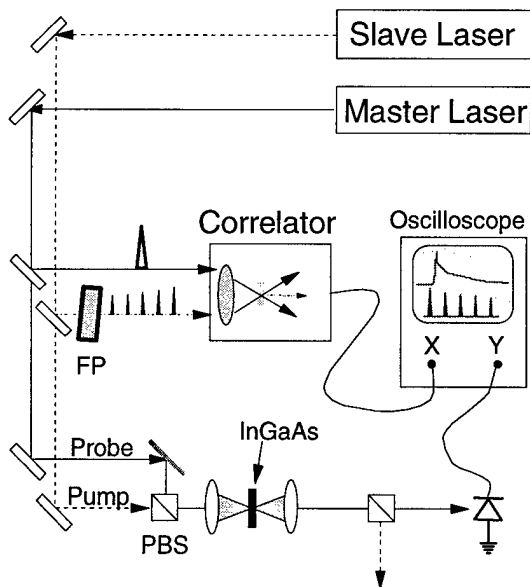 Slave Laser
Master Laser
Correlator
Oscilloscope
X
Y
FP
InGaAs
Probe
Pump
PBS